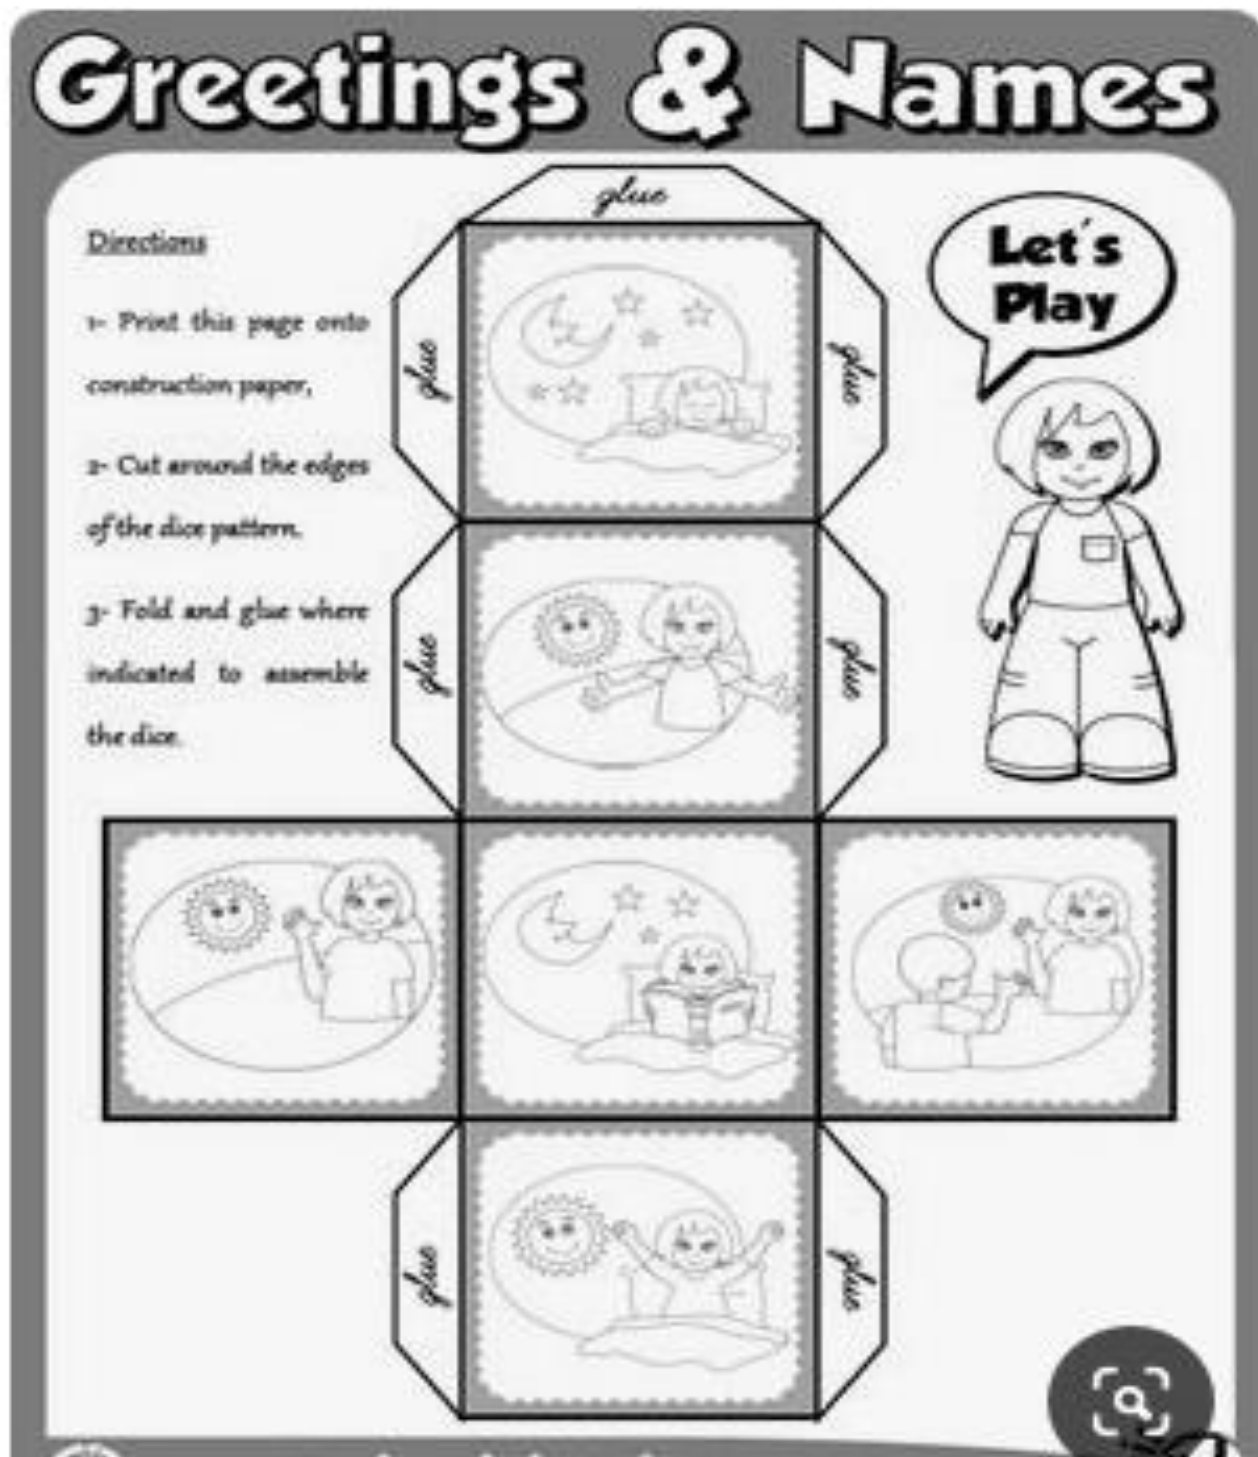 Greetings & Names
Directions
1- Print this page onto
construction paper,
2- Cut around the edges
of the dice pattern.
3- Fold and glue where
indicated to assemble
the dice.
Let's
Play
glue
glue
glue
glue
glue
glue
glue